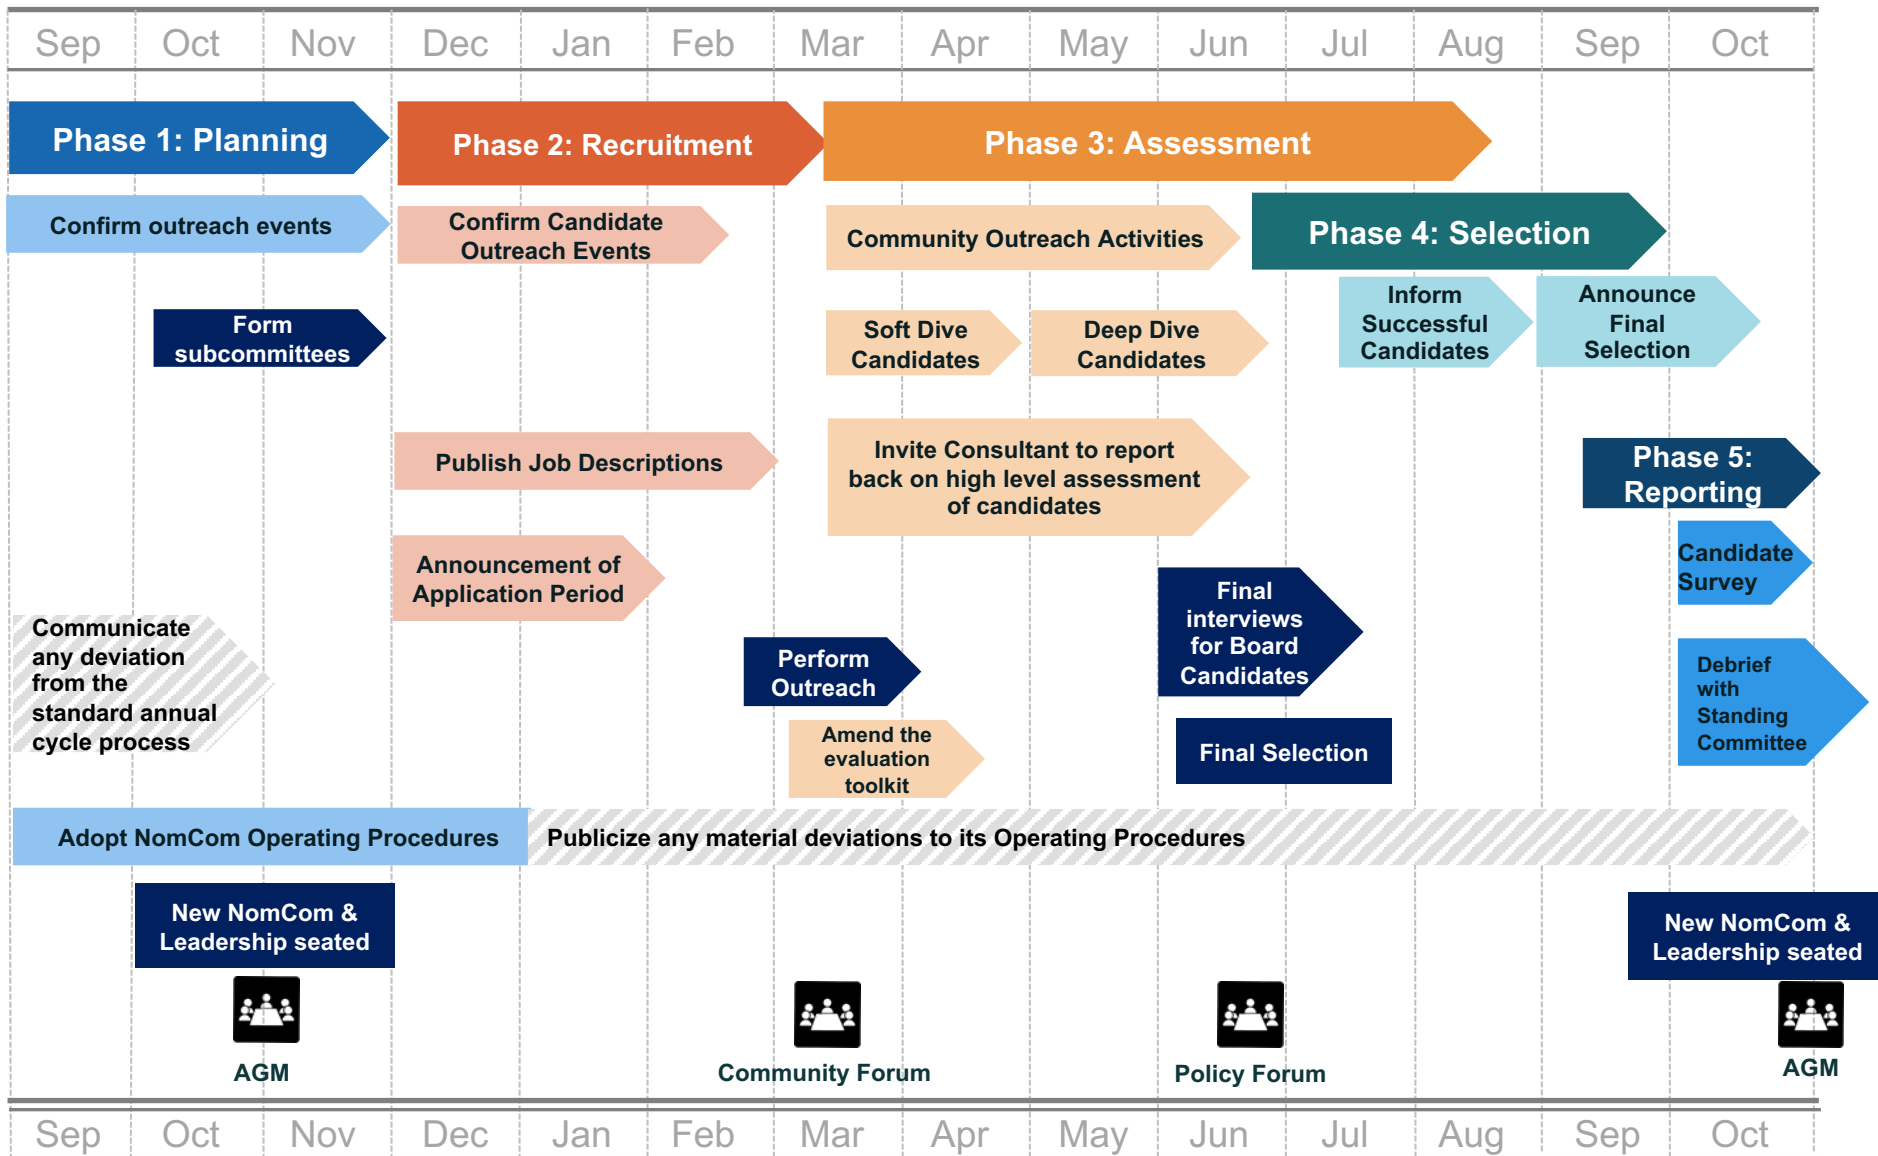 Sep Oct Nov Dec Jan Feb Mar Apr May Jun Jul Aug Sep Oct
Phase 1: Planning
Phase 2: Recruitment
Phase 3: Assessment
Confirm outreach events
Confirm Candidate
Outreach Events
Community Outreach Activities
Phase 4: Selection
Form
subcommittees
Soft Dive
Candidates
Deep Dive
Candidates
Inform
Successful
Candidates
Announce
Final
Selection
Publish Job Descriptions
Invite Consultant to report
back on high level assessment
of candidates
Phase 5:
Reporting
Announcement of
Application Period
Candidate
Survey
Final
interviews
for Board
Candidates
Communicate
any deviation
from the
standard annual
cycle process
Perform
Outreach
Debrief
with
Standing
Committee
Amend the
evaluation
toolkit
Final Selection
Adopt NomCom Operating Procedures
Publicize any material deviations to its Operating Procedures
New NomCom &
Leadership seated
New NomCom &
Leadership seated
AGM
Community Forum
Policy Forum
AGM
Sep Oct Nov Dec Jan Feb Mar Apr May Jun Jul Aug Sep Oct